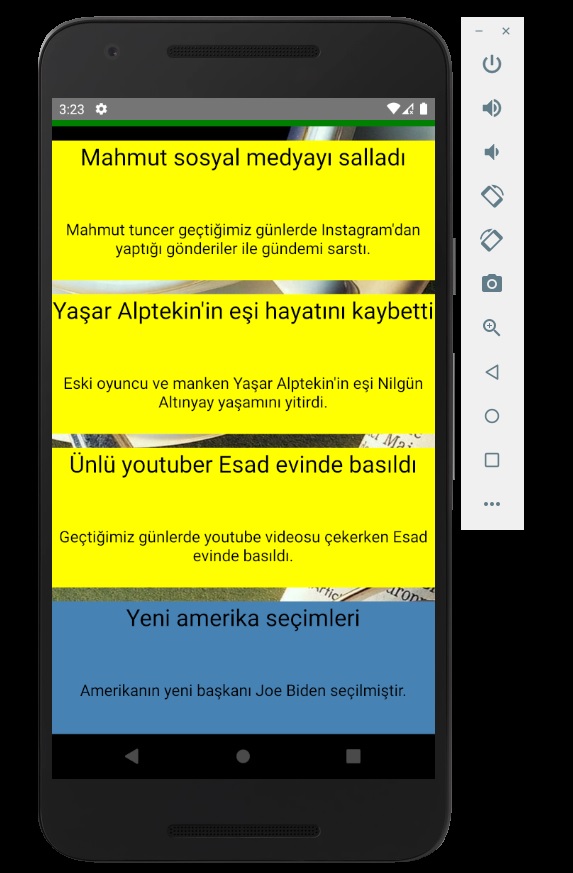 3:23
Mahmut sosyal medyayı salladı
Mahmut tuncer geçtiğimiz günlerde Instagram'dan
yaptığı gönderiler ile gündemi sarstı.
Yaşar Alptekin'in eşi hayatını kaybetti
Eski oyuncu ve manken Yaşar Alptekin'in eşi Nilgün
Altınyay yaşamını yitirdi.
Ünlü youtuber Esad evinde basıldı
Geçtiğimiz günlerde youtube videosu çekerken Esad
evinde basıldı.
Yeni amerika seçimleri
Amerikanın yeni başkanı Joe Biden seçilmiştir.